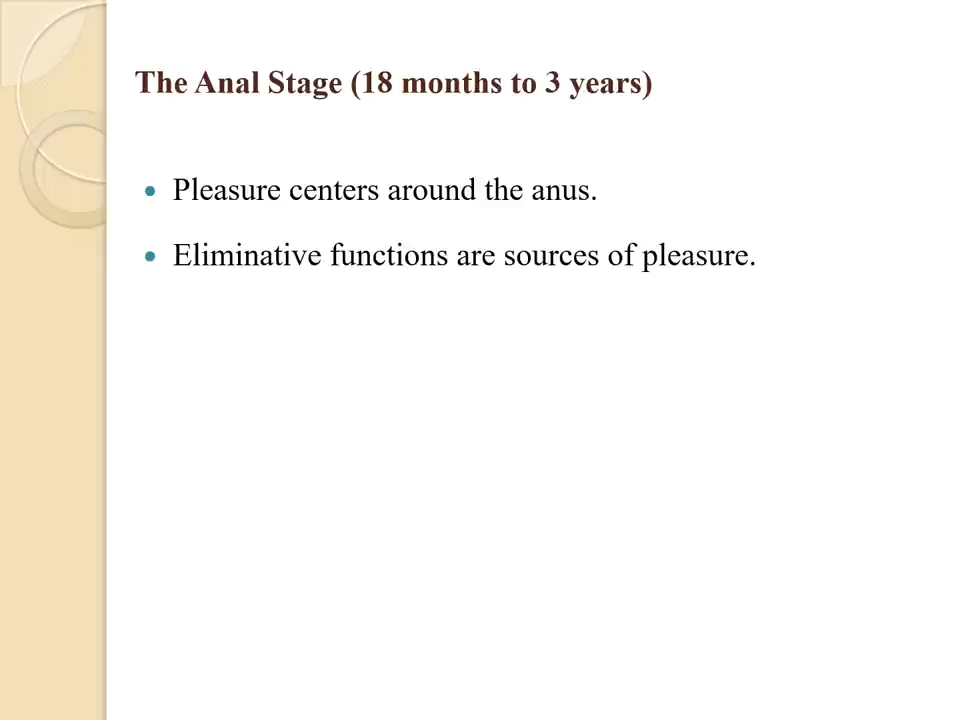 The Anal Stage (18 months to 3 years)
• Pleasure centers around the anus.
• Eliminative functions are sources of pleasure.